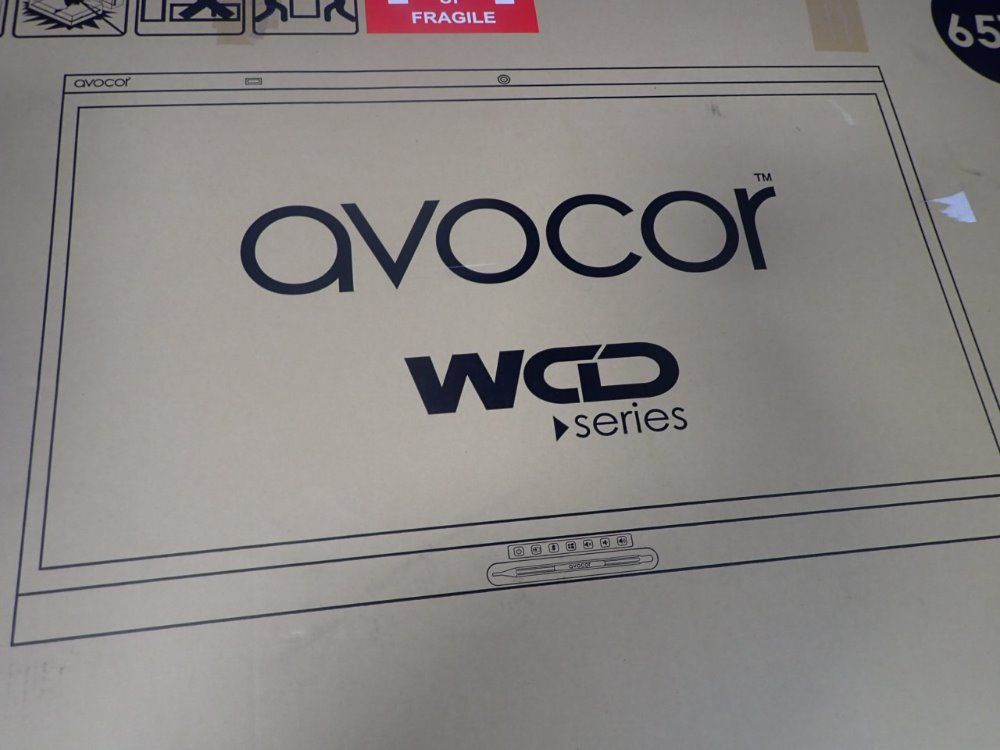 FRAGILE
65"
avocor
avocor™
WCD
series
avocor